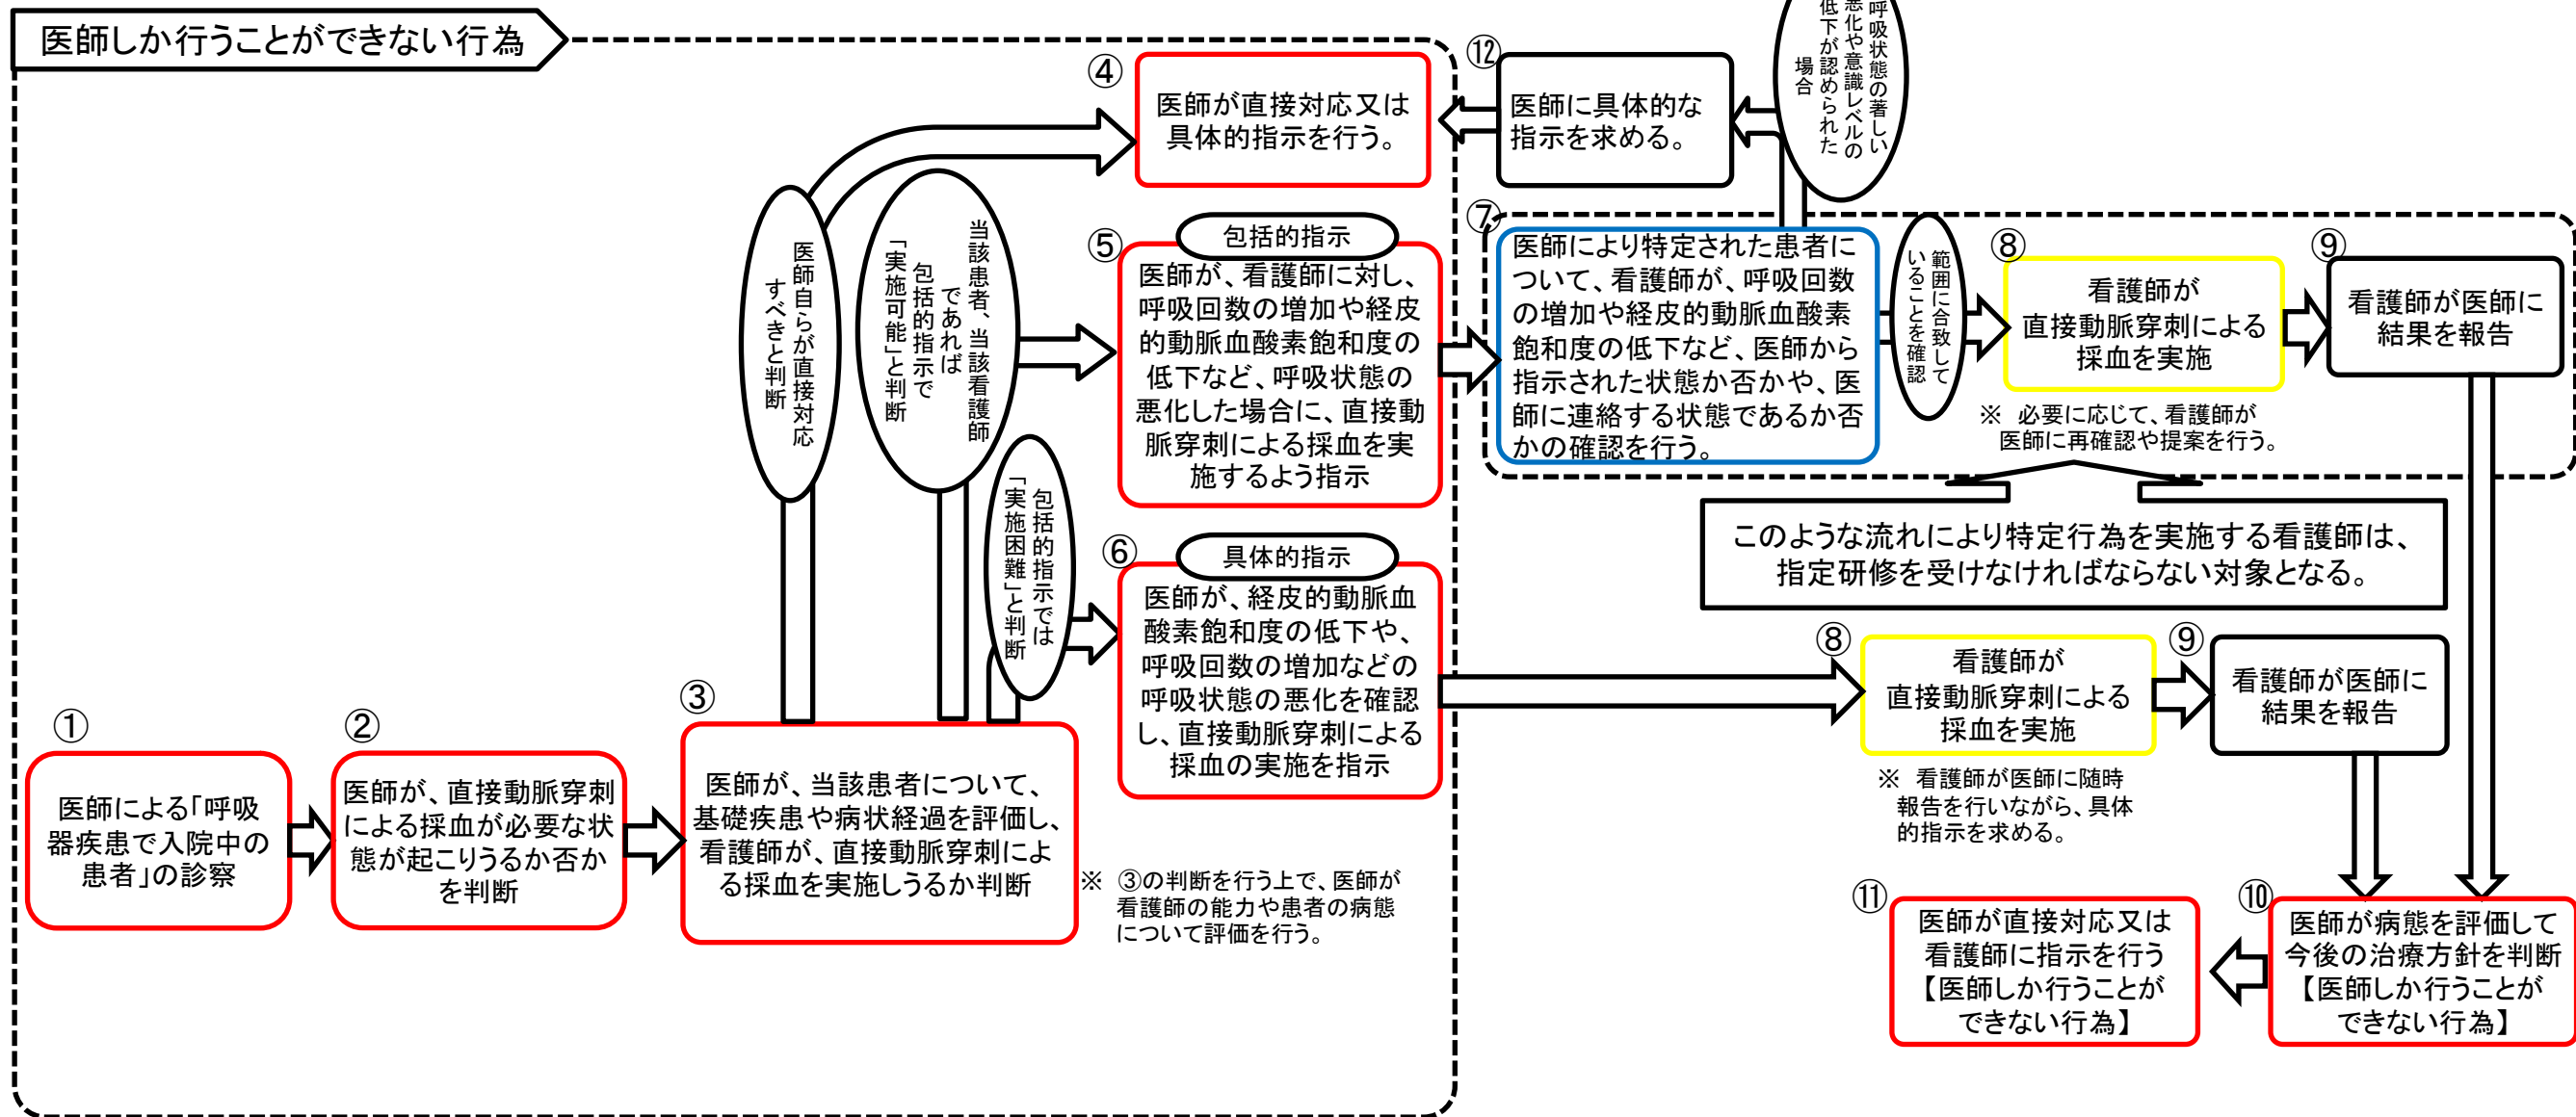 医師しか行うことができない行為
①
医師による「呼吸
器疾患で入院中の
患者」の診察
②
医師が、直接動脈穿刺
による採血が必要な状
態が起こりうるか否か
を判断
③
医師が、当該患者について、
基礎疾患や病状経過を評価し、
看護師が、直接動脈穿刺によ
る採血を実施しうるか判断
※ ③の判断を行う上で、医師が
看護師の能力や患者の病態
について評価を行う。
医師自らが直接対応
すべきと判断
当該患者、当該看護師
であれば
包括的指示で
「実施可能」と判断
包括的指示では
「実施困難」と判断
④
医師が直接対応又は
具体的指示を行う。
⑤
包括的指示
医師が、看護師に対し、
呼吸回数の増加や経皮
的動脈血酸素飽和度の
低下など、呼吸状態の
悪化した場合に、直接動
脈穿刺による採血を実
施するよう指示
⑥
具体的指示
医師が、経皮的動脈血
酸素飽和度の低下や、
呼吸回数の増加などの
呼吸状態の悪化を確認
し、直接動脈穿刺による
採血の実施を指示
⑫
医師に具体的な
指示を求める。
呼吸状態の著しい
悪化や意識レベルの
低下が認められた
場合
⑦
医師により特定された患者に
ついて、看護師が、呼吸回数
の増加や経皮的動脈血酸素
飽和度の低下など、医師から
指示された状態か否かや、医
師に連絡する状態であるか否
かの確認を行う。
範囲に合致して
いることを確認
⑧
看護師が
直接動脈穿刺による
採血を実施
※ 必要に応じて、看護師が
医師に再確認や提案を行う。
⑨
看護師が医師に
結果を報告
このような流れにより特定行為を実施する看護師は、
指定研修を受けなければならない対象となる。
⑧
看護師が
直接動脈穿刺による
採血を実施
※ 看護師が医師に随時
報告を行いながら、具体
的指示を求める。
⑨
看護師が医師に
結果を報告
⑩
医師が病態を評価して
今後の治療方針を判断
【医師しか行うことが
できない行為】
⑪
医師が直接対応又は
看護師に指示を行う
【医師しか行うことが
できない行為】